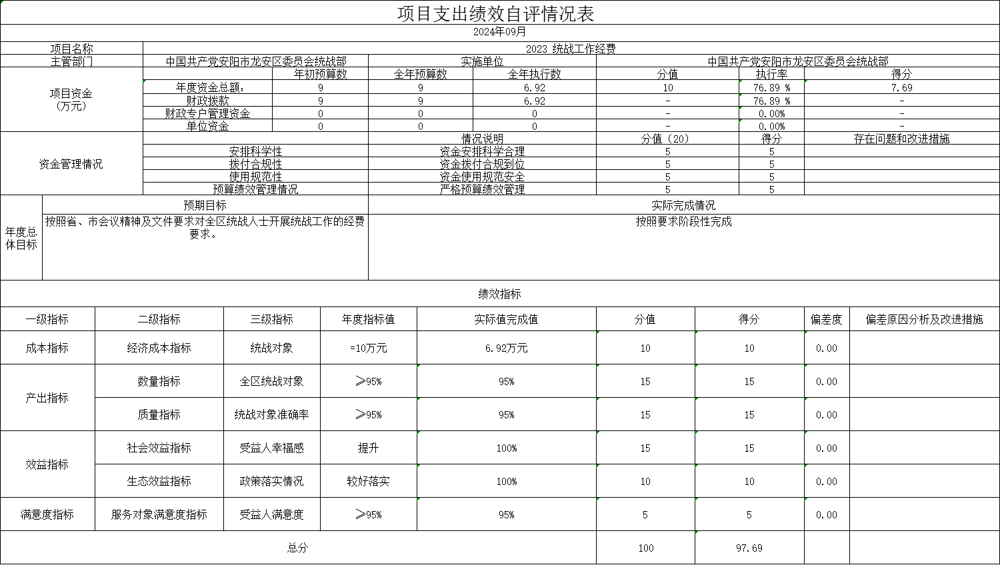 项目支出绩效自评情况表
2024年09月
项目名称 2023 统战工作经费
主管部门 中国共产党安阳市龙安区委员会统战部 实施单位 中国共产党安阳市龙安区委员会统战部
项目资金
(万元)
年初预算数 全年预算数 全年执行数 分值 执行率 得分
年度资金总额： 9 9 6.92 10 76.89 % 7.69
财政拨款 9 9 6.92 - 76.89 % -
财政专户管理资金 0 0 0 - 0.00% -
单位资金 0 0 0 - 0.00% -
资金管理情况
情况说明 分值（20） 得分 存在问题和改进措施
安排科学性 资金安排科学合理 5 5
拨付合规性 资金拨付合规到位 5 5
使用规范性 资金使用规范安全 5 5
预算绩效管理情况 严格预算绩效管理 5 5
年度总
体目标
预期目标 实际完成情况
按照省、市会议精神及文件要求对全区统战人士开展统战工作的经费
要求。
按照要求阶段性完成
绩效指标
一级指标 二级指标 三级指标 年度指标值 实际值完成值 分值 得分 偏差度 偏差原因分析及改进措施
成本指标 经济成本指标 统战对象 =10万元 6.92万元 10 10 0.00
产出指标 数量指标 全区统战对象 ≥95% 95% 15 15 0.00
质量指标 统战对象准确率 ≥95% 95% 15 15 0.00
效益指标 社会效益指标 受益人幸福感 提升 100% 15 15 0.00
生态效益指标 政策落实情况 较好落实 100% 10 10 0.00
满意度指标 服务对象满意度指标 受益人满意度 ≥95% 95% 5 5 0.00
总分 100 97.69